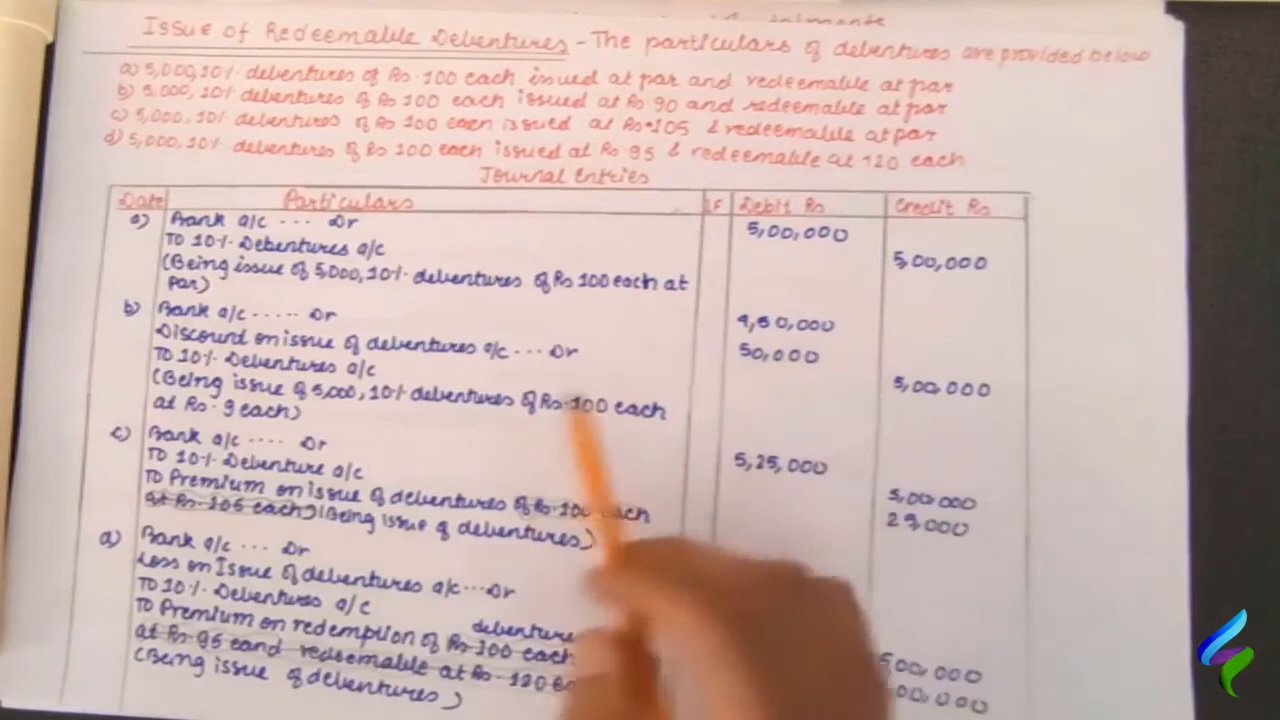 Issue of Redeemable Debentures - The particulars of debentures are provided below
a) 5,000, 10% debentures of Rs. 100 each issued at par and redeemable at par
b) 5,000, 10% debentures of Rs 100 each issued at Rs 90 and redeemable at par
c) 5,000, 10% debentures of Rs 100 each issued at Rs. 105 & redeemable at par
d) 5,000, 10% debentures of Rs 100 each issued at Rs 95 & redeemable at 120 each
Journal Entries
Date Particulars LF Debit Rs Credit Rs
a) Bank a/c ... Dr 5,00,000
To 10% Debentures a/c 5,00,000
(Being issue of 5,000, 10% debentures of Rs 100 each at
par)
b) Bank a/c ..... Dr 4,50,000
Discound on issue of debentures a/c ... Dr 50,000
To 10% Debentures a/c 5,00,000
(Being issue of 5,000, 10% debentures of Rs. 100 each
at Rs. 9 each)
c) Bank a/c .... Dr 5,25,000
To 10% Debenture a/c 5,00,000
To Premium on issue of debentures of Rs. 100 each 25,000
at Rs. 105 each) (Being issue of debentures)
d) Bank a/c ... Dr
Loss on Issue of debentures a/c ... Dr
To 10% Debentures a/c 500,000
debenture
To Premium on redemption of Rs 100 each 00,000
at Rs 95 eand redeemable at Rs. 120
(Being issue of debentures)